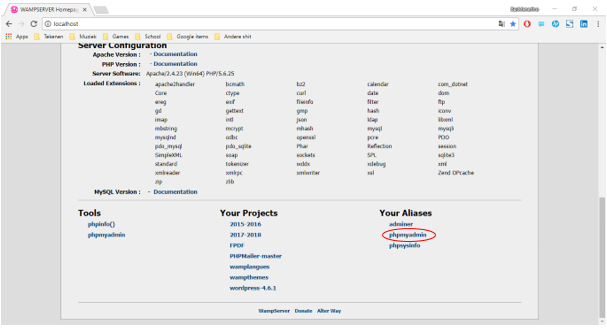 WAMPSERVER Homepag
localhost
Apps
Tekenen
Muziek
Games
School
Google items
Andere shit
Server Configuration
Apache Version : - Documentation
PHP Version : - Documentation
Server Software: Apache/2.4.23 (Win64) PHP/5.6.25
Loaded Extensions : apache2handler bcmath bz2 calendar com_dotnet
Core ctype curl date dom
ereg exif fileinfo filter ftp
gd gettext gmp hash iconv
imap intl json ldap libxml
mbstring mcrypt mhash mysql mysqli
mysqlnd odbc openssl pcre PDO
pdo_mysql pdo_sqlite Phar Reflection session
SimpleXML soap sockets SPL sqlite3
standard tokenizer wddx xdebug xml
xmlreader xmlrpc xmlwriter xsl Zend OPcache
zip zlib
MySQL Version : - Documentation
Tools
phpinfo()
phpmyadmin
Your Projects
2015-2016
2017-2018
FPDF
PHPMailer-master
wamplangues
wampthemes
wordpress-4.6.1
Your Aliases
adminer
phpmyadmin
phpsysinfo
WampServer Donate Alter Way